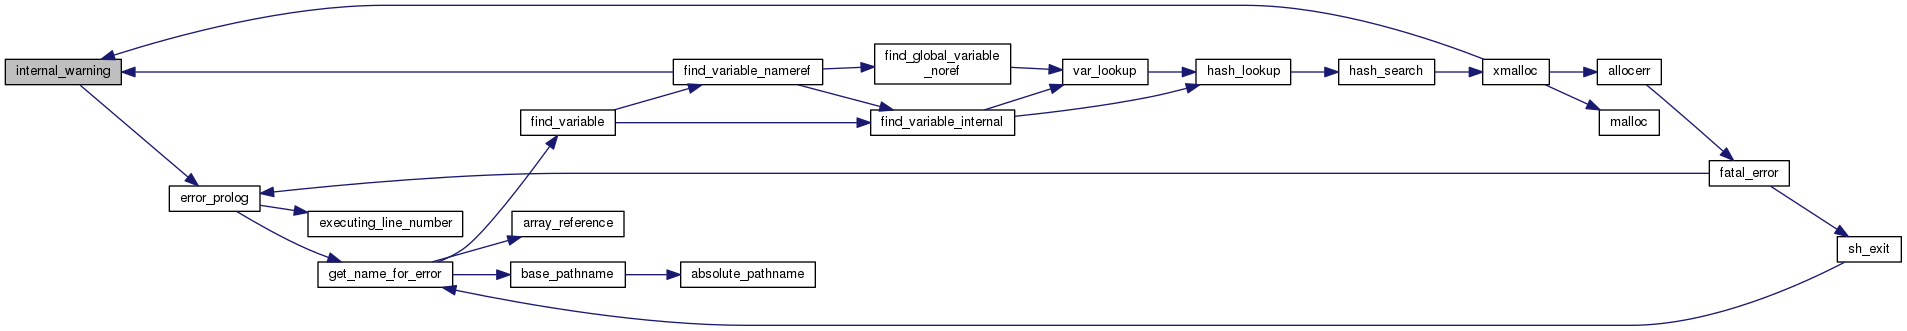 internal_warning
error_prolog
executing_line_number
get_name_for_error
find_variable
array_reference
base_pathname
find_variable_nameref
absolute_pathname
find_global_variable
_noref
find_variable_internal
var_lookup
hash_lookup
hash_search
xmalloc
allocerr
malloc
fatal_error
sh_exit